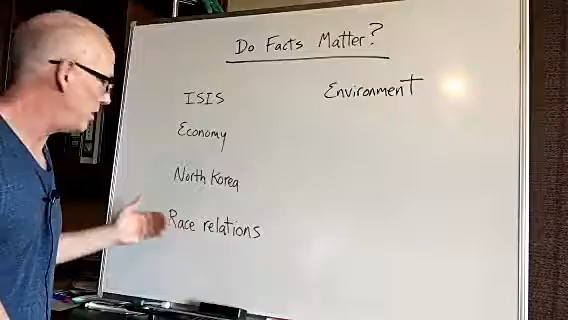 Do Facts Matter?
ISIS
Environment
Economy
North Korea
Race relations